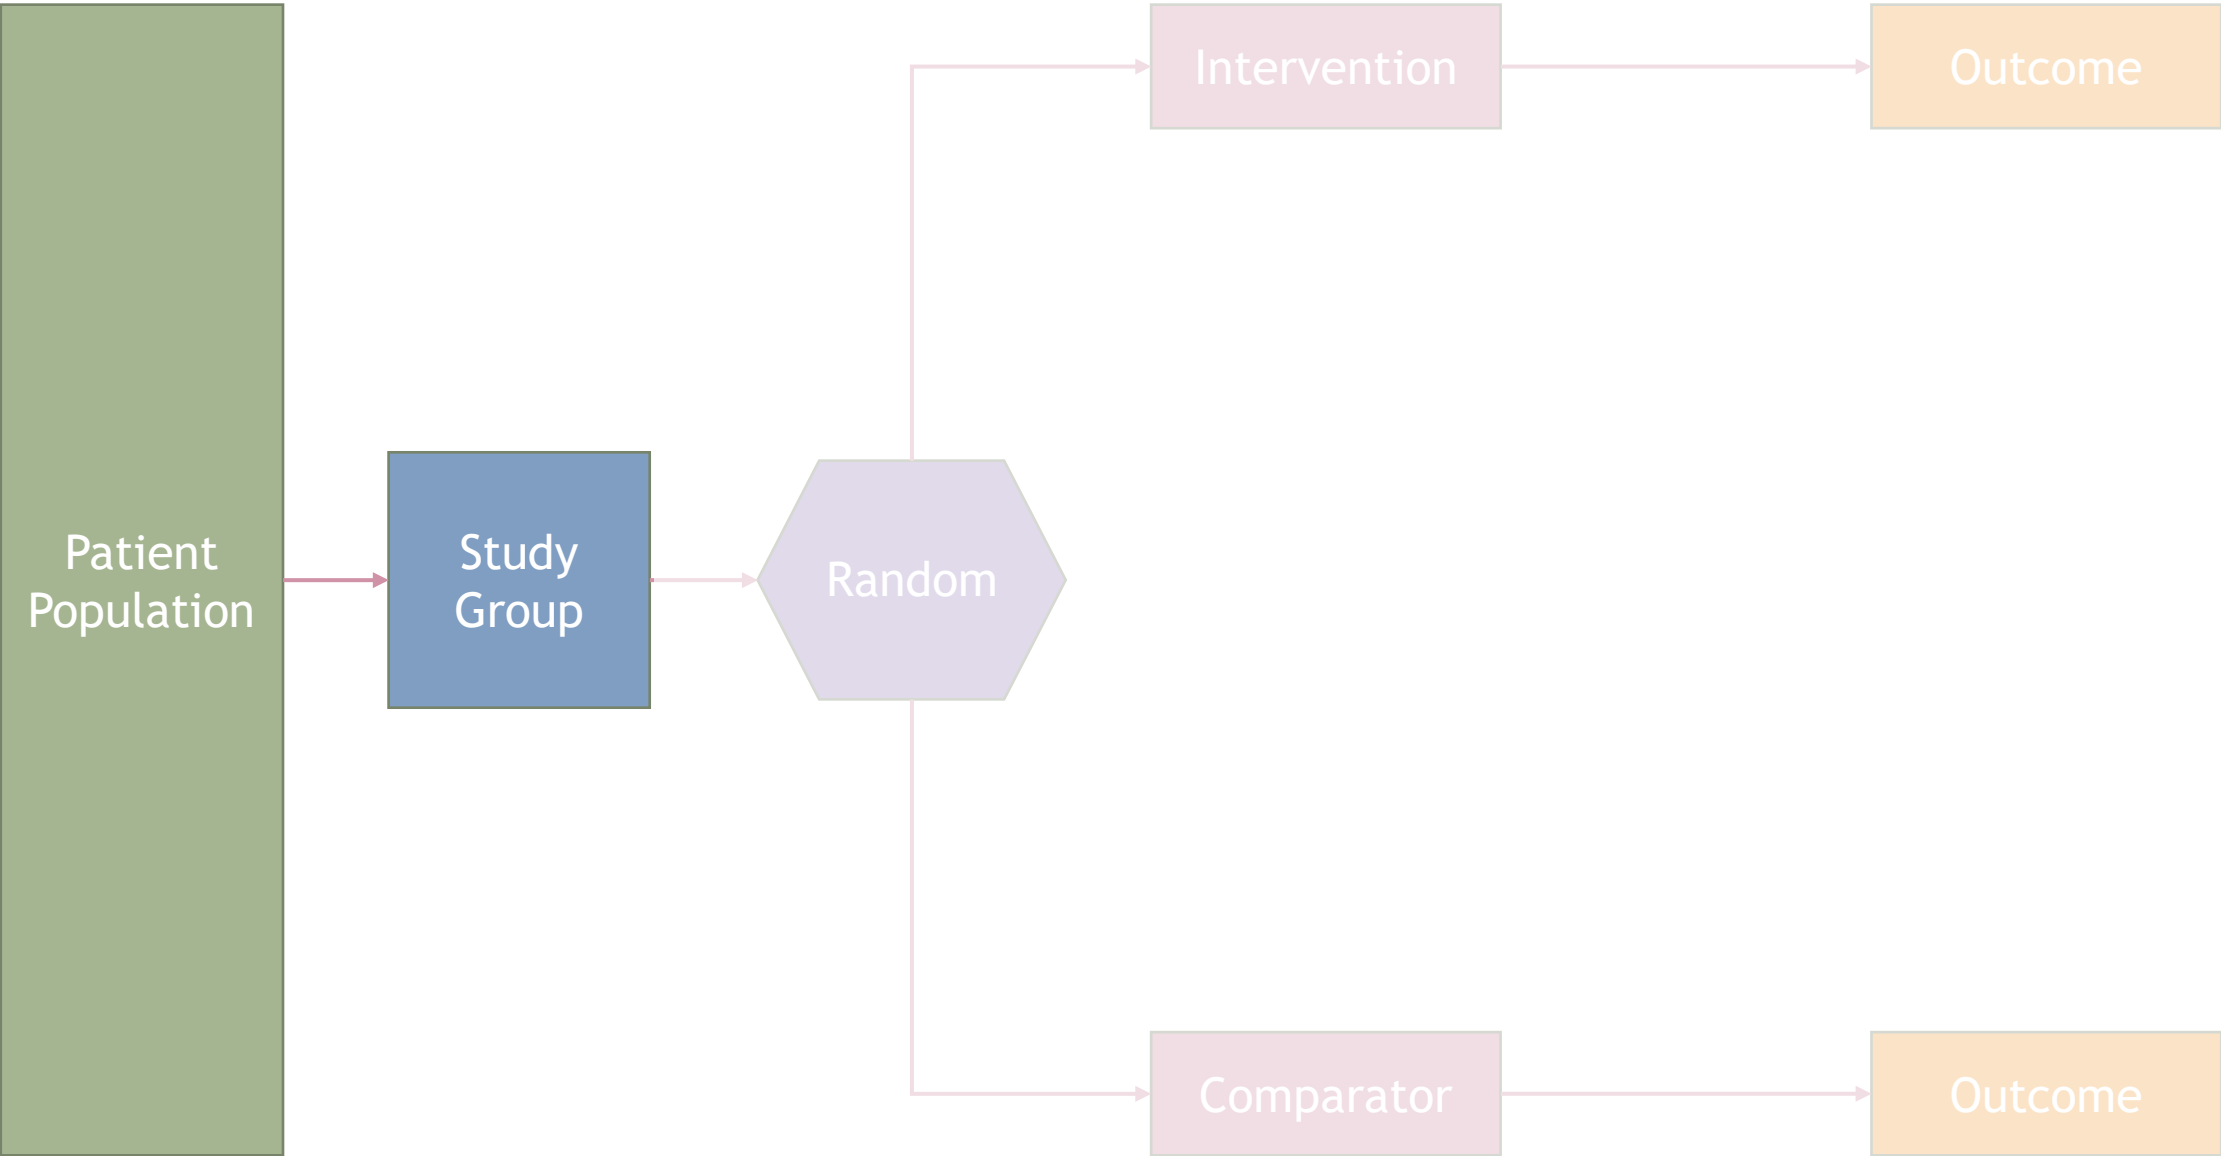 Patient
Population
Study
Group
Random
Intervention
Outcome
Comparator
Outcome